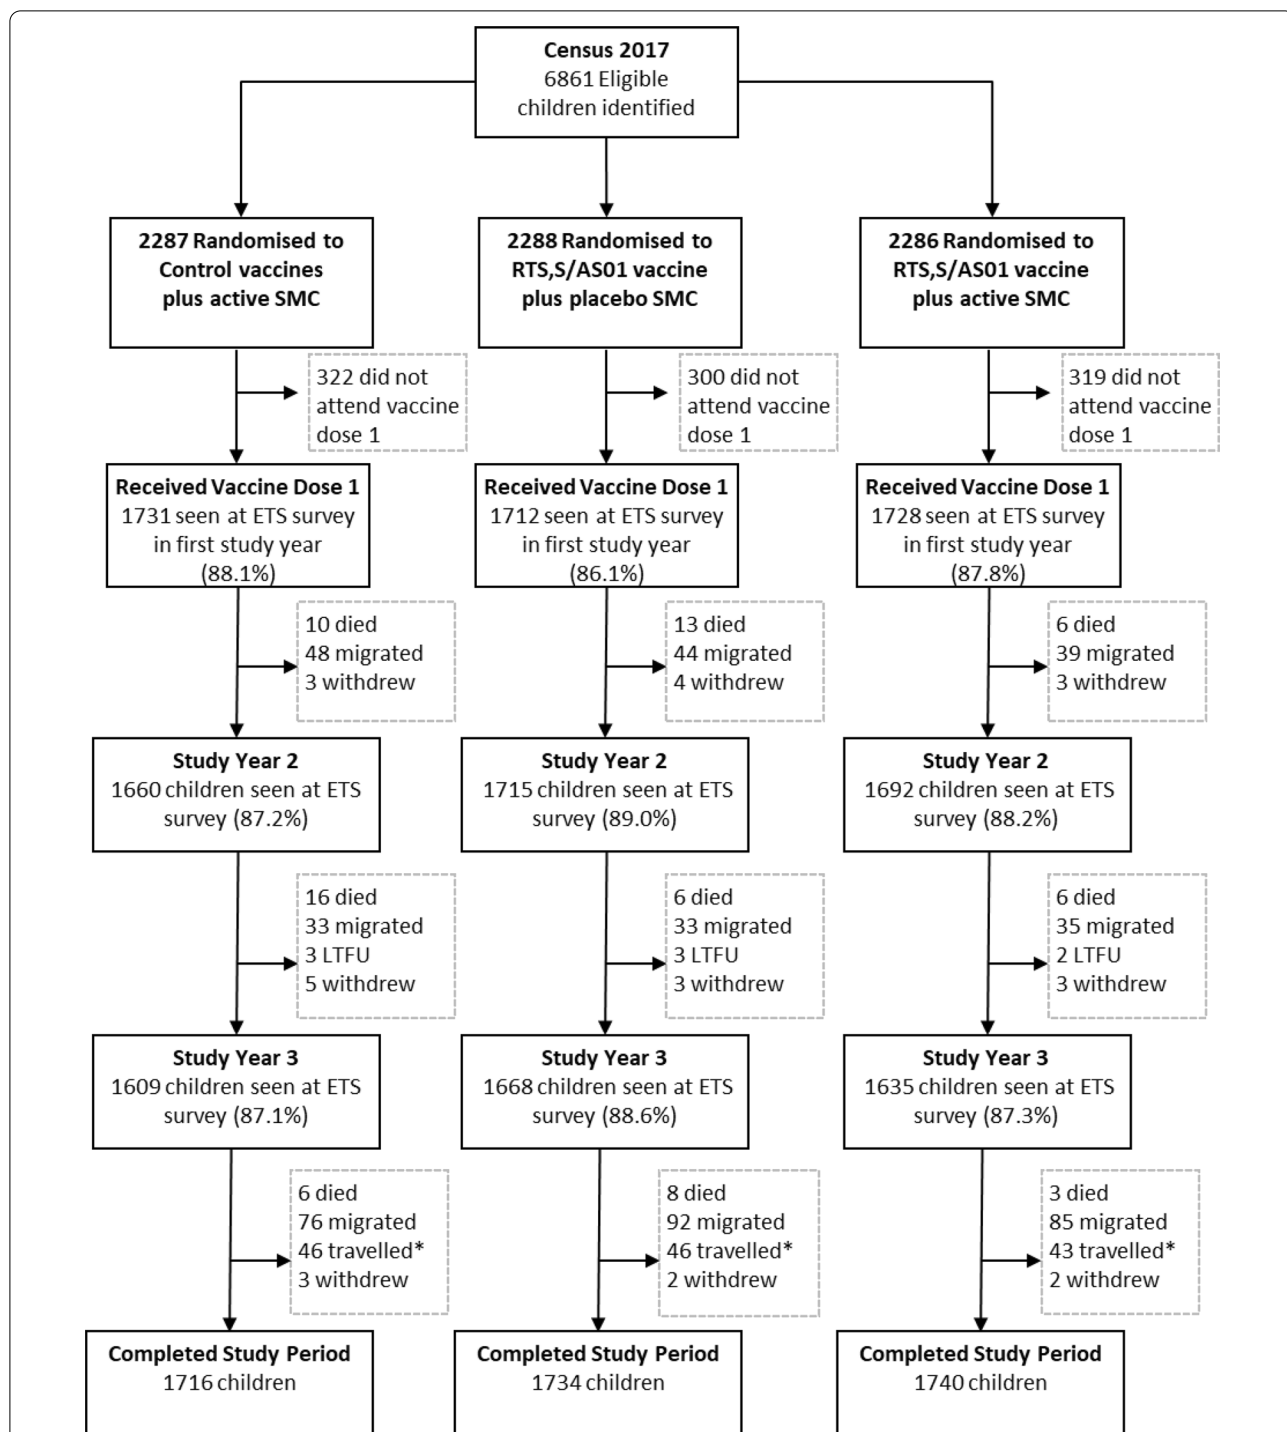 Census 2017
6861 Eligible
children identified
2287 Randomised to
Control vaccines
plus active SMC
2288 Randomised to
RTS,S/AS01 vaccine
plus placebo SMC
2286 Randomised to
RTS,S/AS01 vaccine
plus active SMC
322 did not
attend vaccine
dose 1
300 did not
attend vaccine
dose 1
319 did not
attend vaccine
dose 1
Received Vaccine Dose 1
1731 seen at ETS survey
in first study year
(88.1%)
Received Vaccine Dose 1
1712 seen at ETS survey
in first study year
(86.1%)
Received Vaccine Dose 1
1728 seen at ETS survey
in first study year
(87.8%)
10 died
48 migrated
3 withdrew
13 died
44 migrated
4 withdrew
6 died
39 migrated
3 withdrew
Study Year 2
1660 children seen at ETS
survey (87.2%)
Study Year 2
1715 children seen at ETS
survey (89.0%)
Study Year 2
1692 children seen at ETS
survey (88.2%)
16 died
33 migrated
3 LTFU
5 withdrew
6 died
33 migrated
3 LTFU
3 withdrew
6 died
35 migrated
2 LTFU
3 withdrew
Study Year 3
1609 children seen at ETS
survey (87.1%)
Study Year 3
1668 children seen at ETS
survey (88.6%)
Study Year 3
1635 children seen at ETS
survey (87.3%)
6 died
76 migrated
46 travelled*
3 withdrew
8 died
92 migrated
46 travelled*
2 withdrew
3 died
85 migrated
43 travelled*
2 withdrew
Completed Study Period
1716 children
Completed Study Period
1734 children
Completed Study Period
1740 children